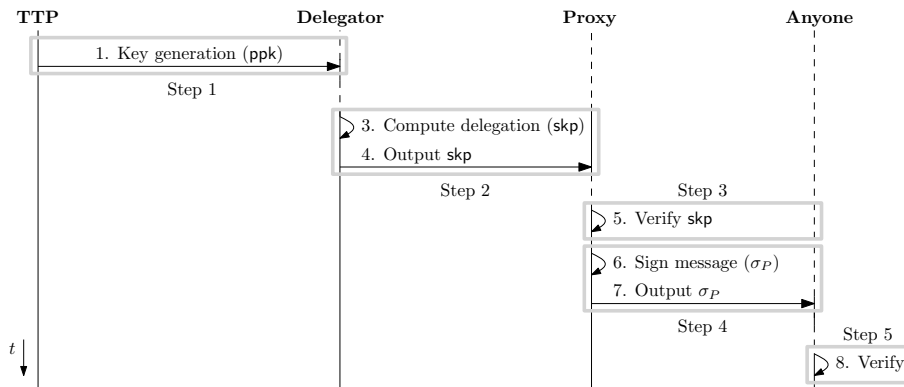 TTP Delegator Proxy Anyone
1. Key generation (ppk)
Step 1
3. Compute delegation (skp)
4. Output skp
Step 2
Step 3
5. Verify skp
6. Sign message (σP)
7. Output σP
Step 4
Step 5
t
8. Verify